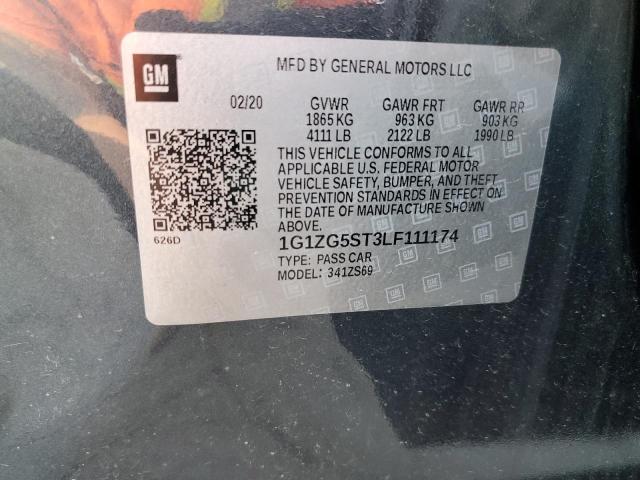 GM
MFD BY GENERAL MOTORS LLC
02/20 GVWR GAWR FRT GAWR RR
1865 KG 963 KG 903 KG
4111 LB 2122 LB 1990 LB
THIS VEHICLE CONFORMS TO ALL
APPLICABLE U.S. FEDERAL MOTOR
VEHICLE SAFETY, BUMPER, AND THEFT
PREVENTION STANDARDS IN EFFECT ON
THE DATE OF MANUFACTURE SHOWN
ABOVE.
626D
1G1ZG5ST3LF111174
TYPE: PASS CAR
MODEL: 341ZS69